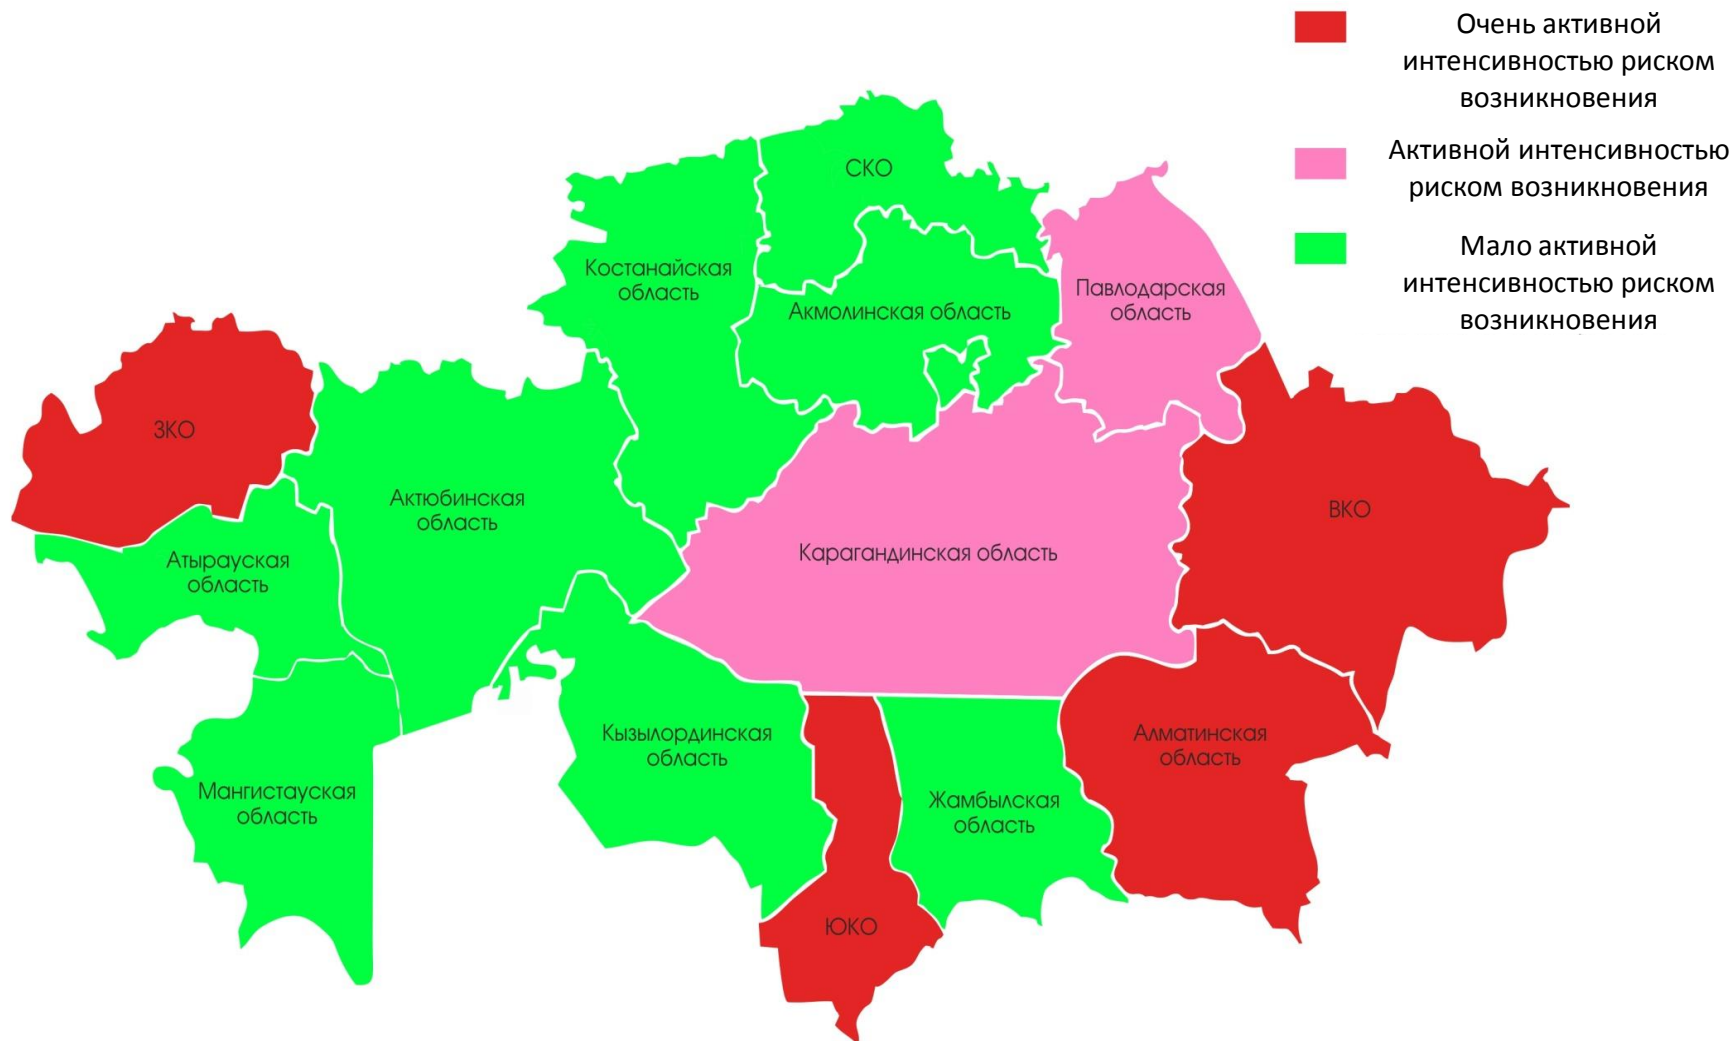 Очень активной
интенсивностью риском
возникновения
Активной интенсивностью
риском возникновения
Мало активной
интенсивностью риском
возникновения
СКО
Костанайская
область
Акмолинская область
Павлодарская
область
ЗКО
Актюбинская
область
ВКО
Атырауская
область
Карагандинская область
Кызылординская
область
Алматинская
область
Мангистауская
область
Жамбылская
область
ЮКО